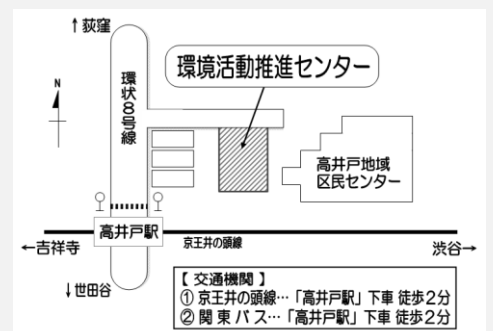 ↑荻窪
環境活動推進センター
環状8号線
N
高井戸地域
区民センター
高井戸駅
京王井の頭線
←吉祥寺
渋谷→
↓世田谷
【 交通機関 】
① 京王井の頭線…「高井戸駅」下車 徒歩2分
② 関 東 バ ス…「高井戸駅」下車 徒歩2分